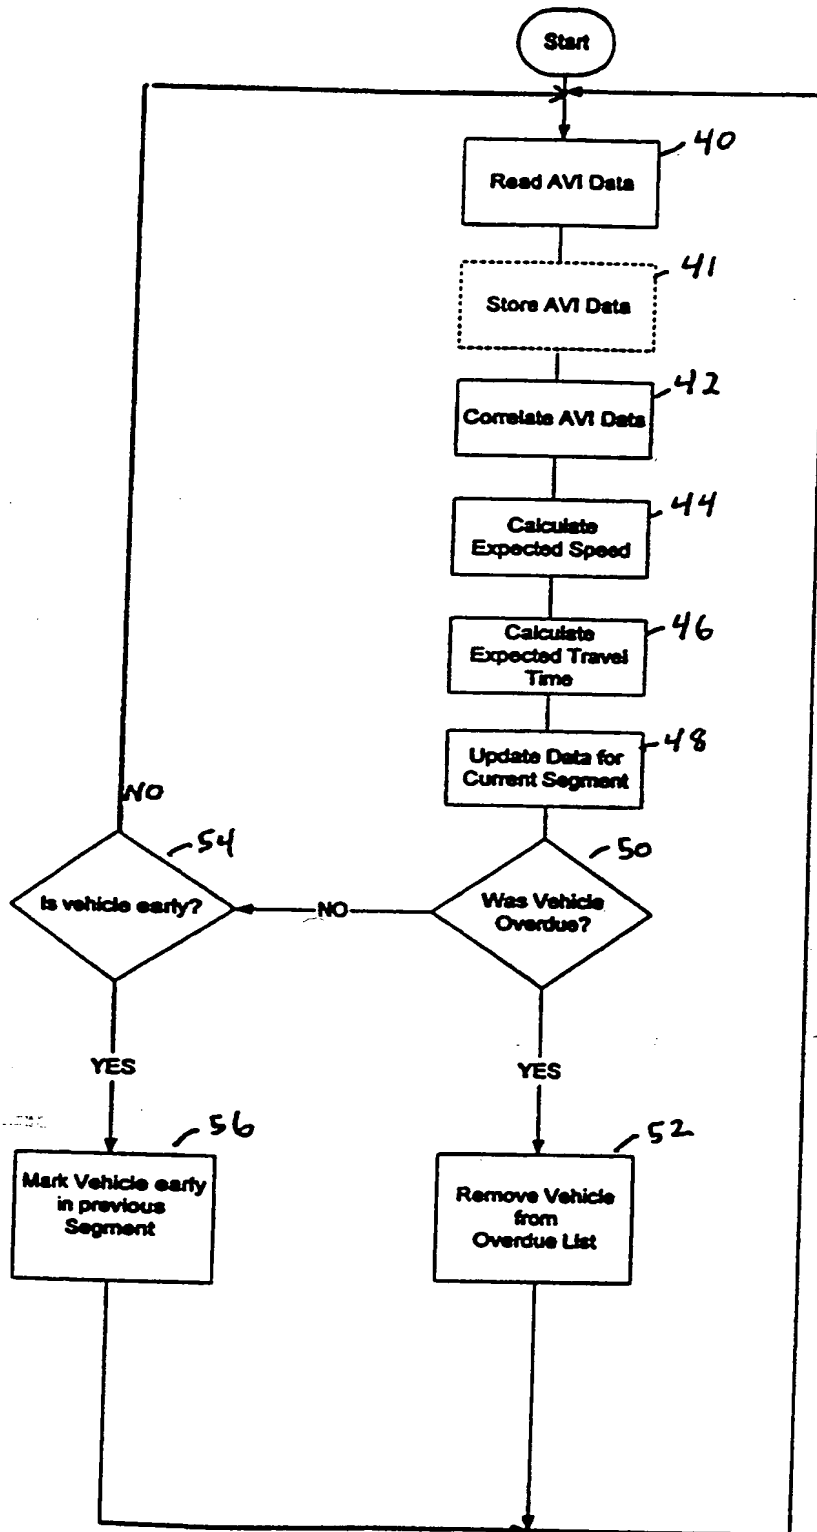 Start
40
Read AVI Data
41
Store AVI Data
42
Correlate AVI Data
44
Calculate
Expected Speed
46
Calculate
Expected Travel
Time
48
Update Data for
Current Segment
NO
54
50
Is vehicle early?
NO
Was Vehicle
Overdue?
YES
YES
56
52
Mark Vehicle early
in previous
Segment
Remove Vehicle
from
Overdue List